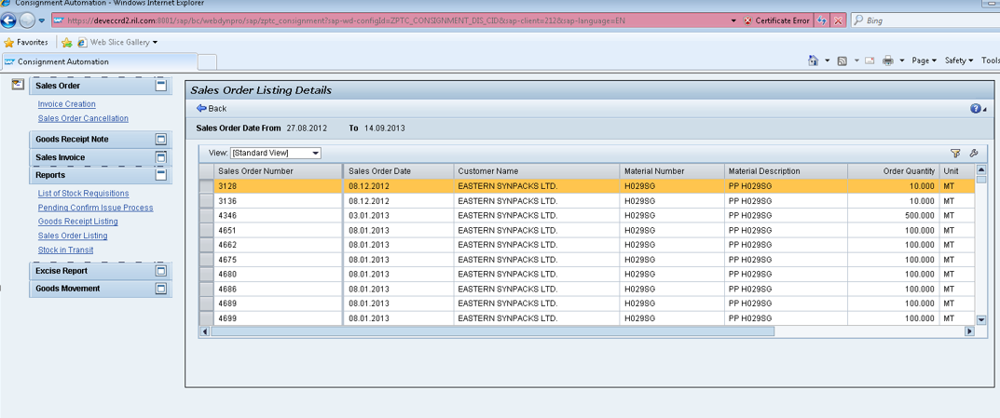 Consignment Automation - Windows Internet Explorer
https://deveccrd2.ril.com:8001/sap/bc/webdynpro/sap/zptc_consignment?sap-wd-configId=ZPTC_CONSIGNMENT_DIS_CID&sap-client=212&sap-language=EN Certificate Error Bing
Favorites Web Slice Gallery
Consignment Automation Page Safety Tools
Sales Order
Invoice Creation
Sales Order Cancellation
Goods Receipt Note
Sales Invoice
Reports
List of Stock Requisitions
Pending Confirm Issue Process
Goods Receipt Listing
Sales Order Listing
Stock in Transit
Excise Report
Goods Movement
Sales Order Listing Details
Back
Sales Order Date From 27.08.2012 To 14.09.2013
View: [Standard View]
Sales Order Number Sales Order Date Customer Name Material Number Material Description Order Quantity Unit
3128 08.12.2012 EASTERN SYNPACKS LTD. H029SG PP H029SG 10.000 MT
3136 08.12.2012 EASTERN SYNPACKS LTD. H029SG PP H029SG 10.000 MT
4346 03.01.2013 EASTERN SYNPACKS LTD. H029SG PP H029SG 500.000 MT
4651 08.01.2013 EASTERN SYNPACKS LTD. H029SG PP H029SG 100.000 MT
4662 08.01.2013 EASTERN SYNPACKS LTD. H029SG PP H029SG 100.000 MT
4675 08.01.2013 EASTERN SYNPACKS LTD. H029SG PP H029SG 100.000 MT
4680 08.01.2013 EASTERN SYNPACKS LTD. H029SG PP H029SG 100.000 MT
4686 08.01.2013 EASTERN SYNPACKS LTD. H029SG PP H029SG 100.000 MT
4689 08.01.2013 EASTERN SYNPACKS LTD. H029SG PP H029SG 100.000 MT
4699 08.01.2013 EASTERN SYNPACKS LTD. H029SG PP H029SG 100.000 MT